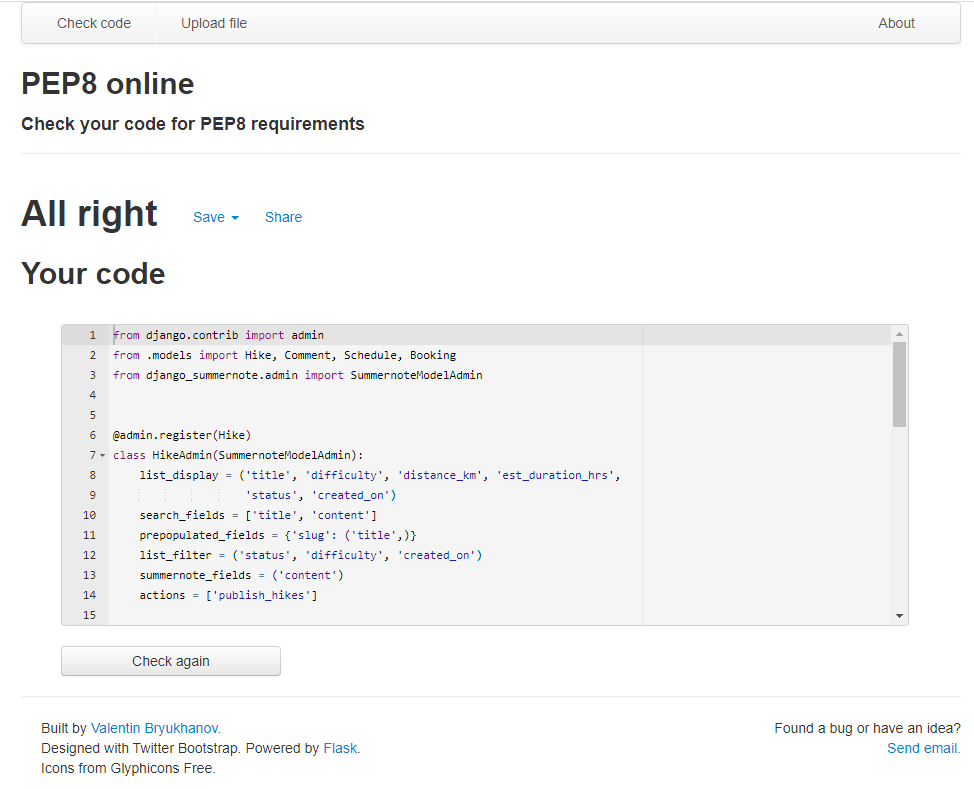 Check code Upload file About
PEP8 online
Check your code for PEP8 requirements
All right Save Share
Your code
1 from django.contrib import admin
2 from .models import Hike, Comment, Schedule, Booking
3 from django_summernote.admin import SummernoteModelAdmin
4
5
6 @admin.register(Hike)
7 class HikeAdmin(SummernoteModelAdmin):
8 list_display = ('title', 'difficulty', 'distance_km', 'est_duration_hrs',
9 'status', 'created_on')
10 search_fields = ['title', 'content']
11 prepopulated_fields = {'slug': ('title',)}
12 list_filter = ('status', 'difficulty', 'created_on')
13 summernote_fields = ('content')
14 actions = ['publish_hikes']
15
Check again
Built by Valentin Bryukhanov. Found a bug or have an idea?
Designed with Twitter Bootstrap. Powered by Flask. Send email.
Icons from Glyphicons Free.